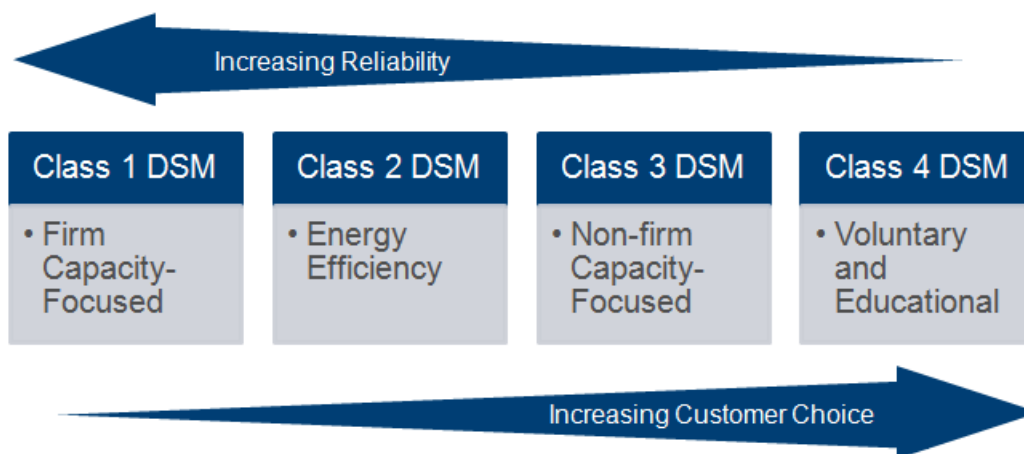 Increasing Reliability
Class 1 DSM
• Firm
Capacity-
Focused
Class 2 DSM
• Energy
Efficiency
Class 3 DSM
• Non-firm
Capacity-
Focused
Class 4 DSM
• Voluntary
and
Educational
Increasing Customer Choice